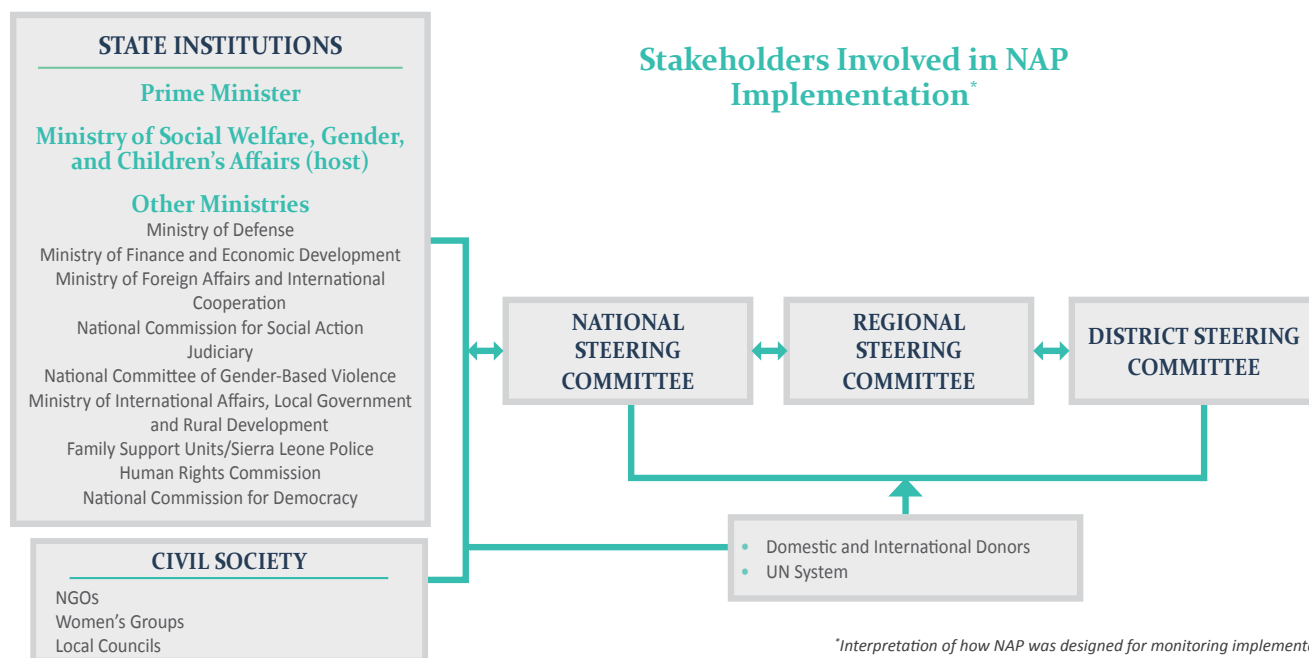 STATE INSTITUTIONS
Prime Minister
Ministry of Social Welfare, Gender,
and Children's Affairs (host)
Other Ministries
Ministry of Defense
Ministry of Finance and Economic Development
Ministry of Foreign Affairs and International
Cooperation
National Commission for Social Action
Judiciary
National Committee of Gender-Based Violence
Ministry of International Affairs, Local Government
and Rural Development
Family Support Units/Sierra Leone Police
Human Rights Commission
National Commission for Democracy
CIVIL SOCIETY
NGOs
Women's Groups
Local Councils
Stakeholders Involved in NAP
Implementation*
NATIONAL
STEERING
COMMITTEE
REGIONAL
STEERING
COMMITTEE
DISTRICT STEERING
COMMITTEE
• Domestic and International Donors
• UN System
*Interpretation of how NAP was designed for monitoring